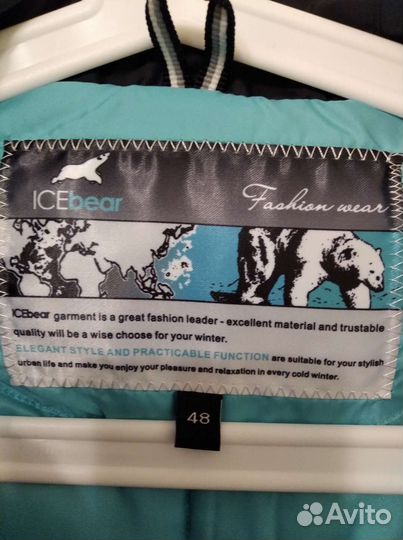 ICEbear
Fashion wear
ICEbear garment is a great fashion leader - excellent material and trustable
quality will be a wise choose for your winter.
ELEGANT STYLE AND PRACTICABLE FUNCTION are suitable for your stylish
urban life and make you enjoy your pleasure and relaxation in every cold winter.
48
Avito